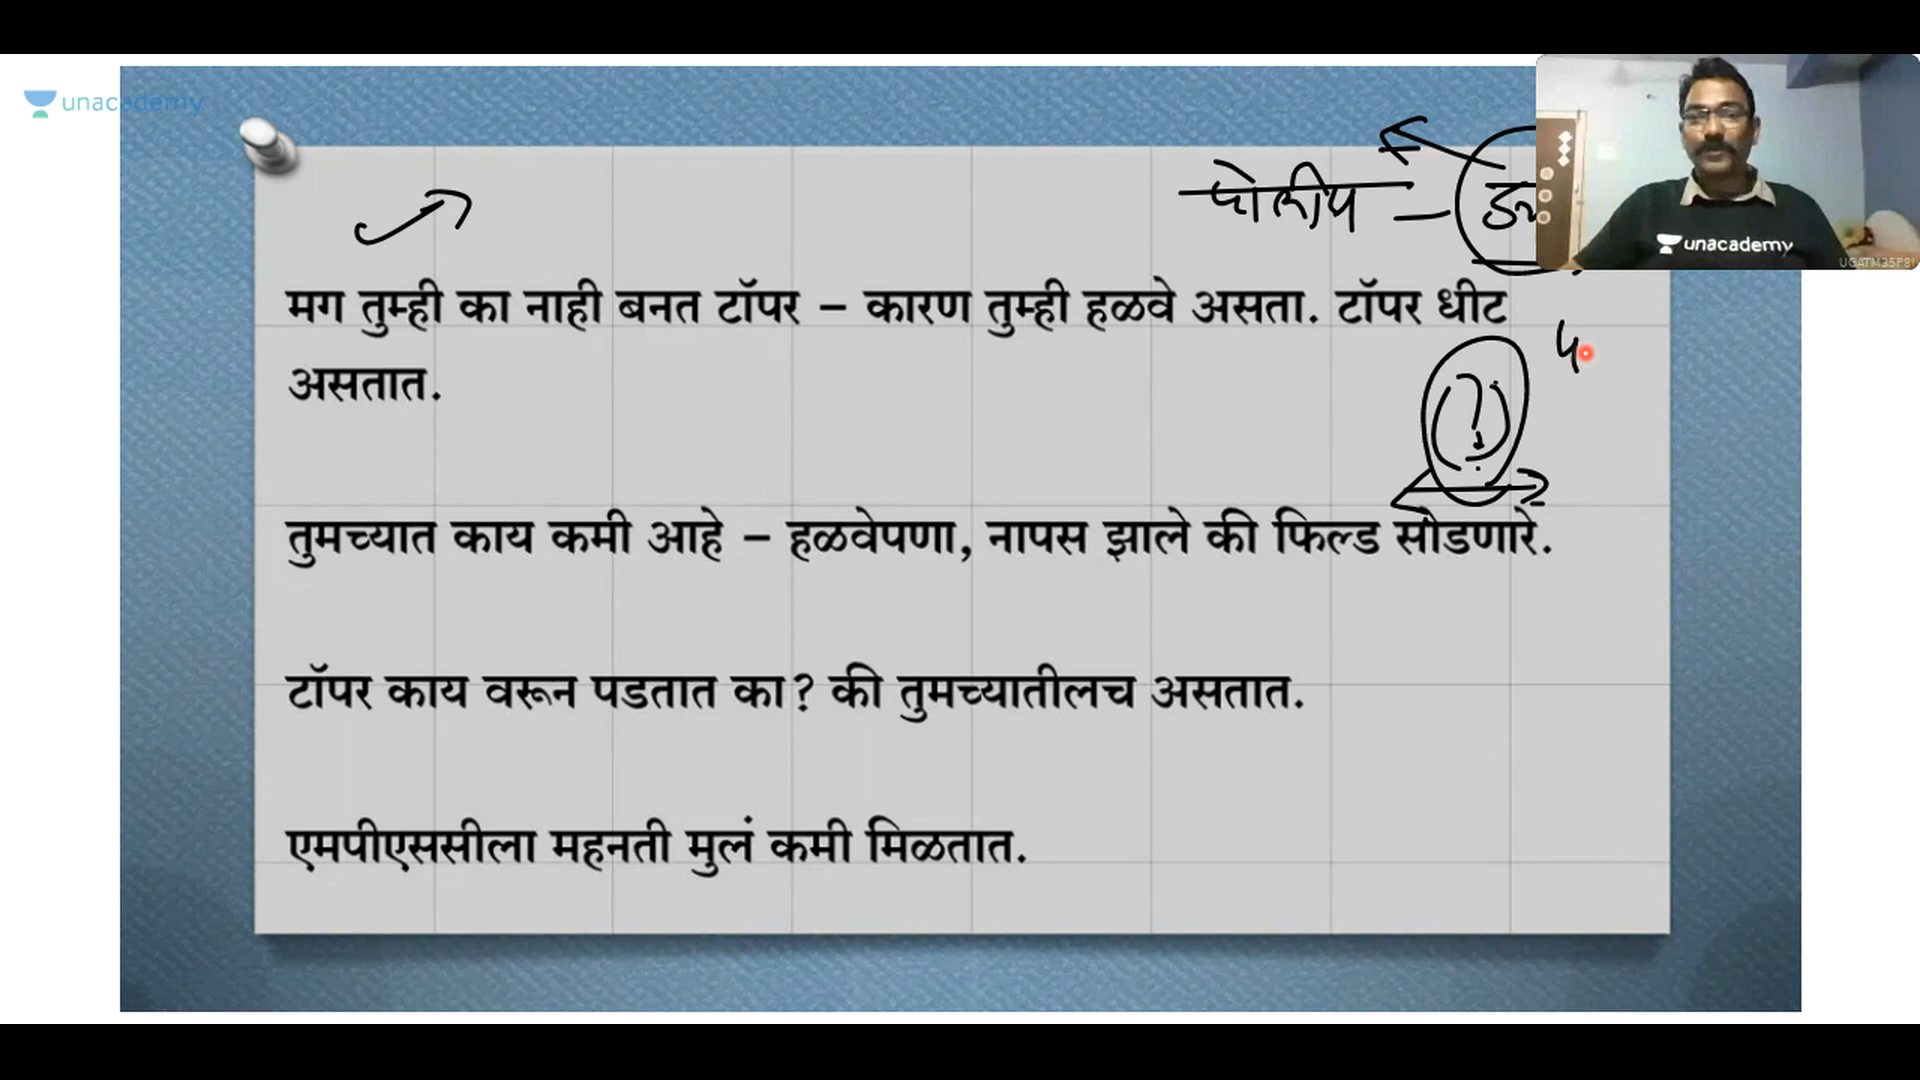 unacademy
मग तुम्ही का नाही बनत टॉपर – कारण तुम्ही हळवे असता. टॉपर धीट
असतात.
तुमच्यात काय कमी आहे – हळवेपणा, नापस झाले की फिल्ड सोडणारे.
टॉपर काय वरून पडतात का? की तुमच्यातीलच असतात.
एमपीएससीला महनती मुलं कमी मिळतात.
unacademy